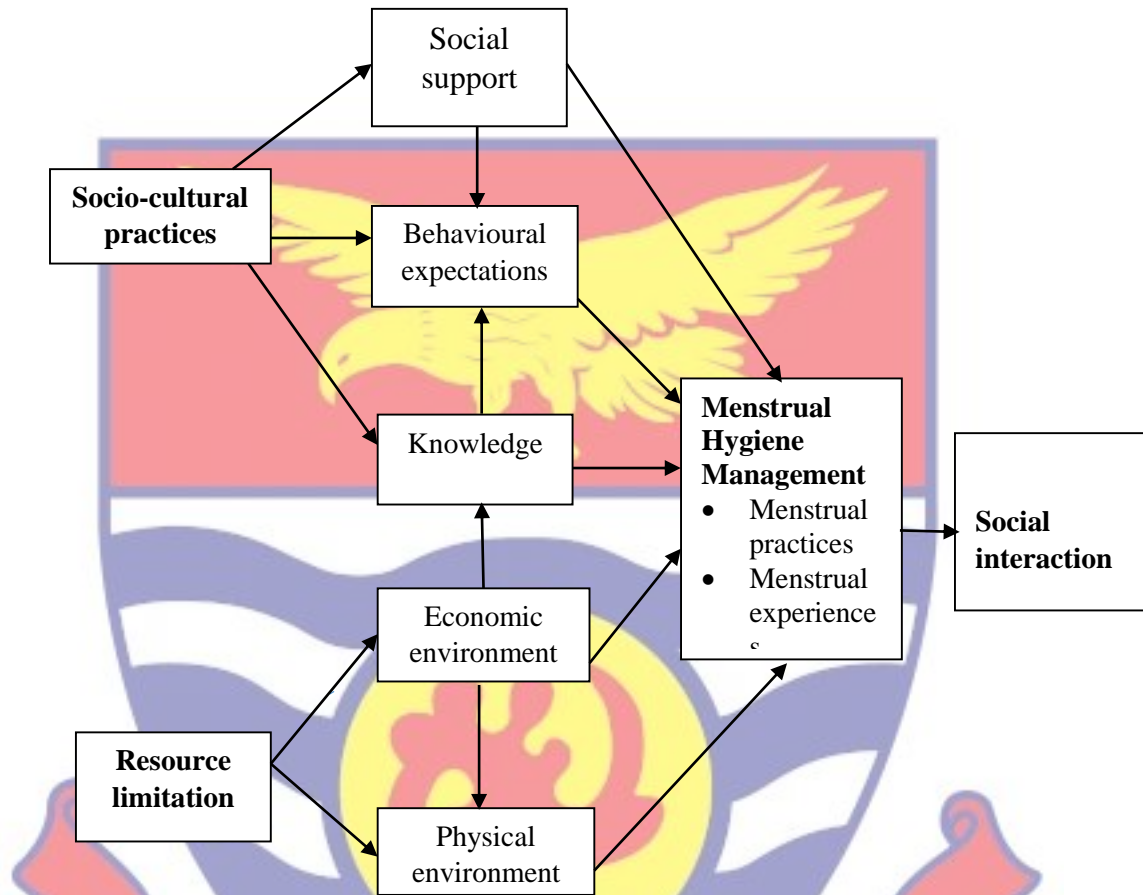 Social
support
Socio-cultural
practices
Behavioural
expectations
Knowledge
Menstrual
Hygiene
Management
• Menstrual
practices
• Menstrual
experience
s
Social
interaction
Economic
environment
Resource
limitation
Physical
environment